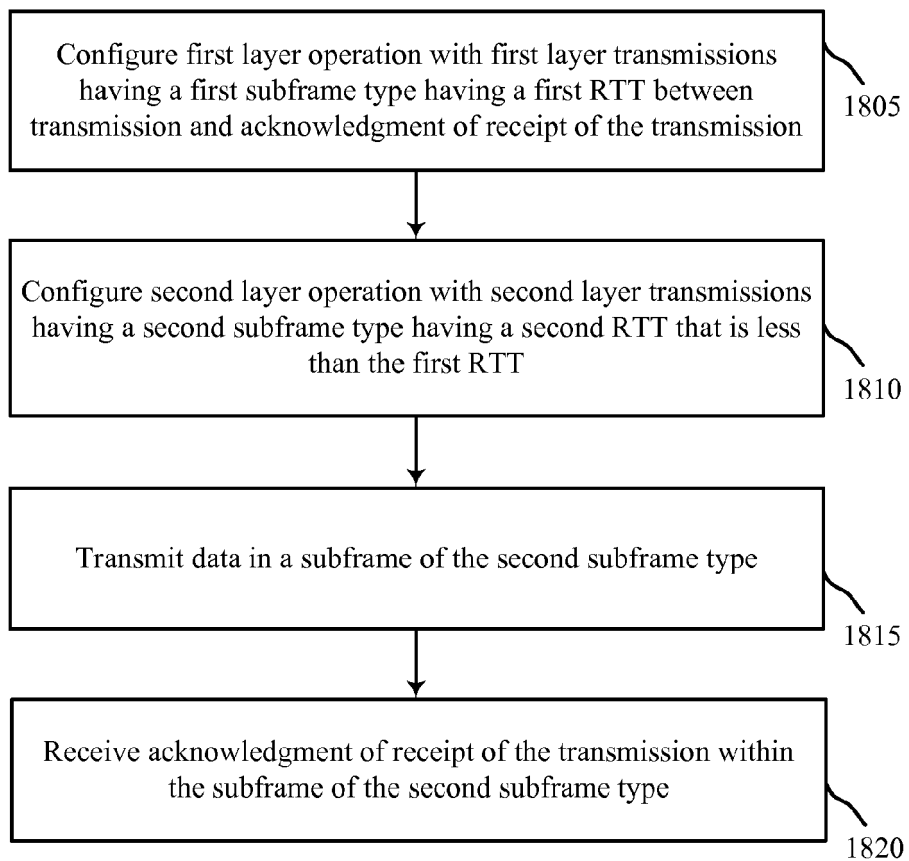 Configure first layer operation with first layer transmissions
having a first subframe type having a first RTT between
transmission and acknowledgment of receipt of the transmission
1805
Configure second layer operation with second layer transmissions
having a second subframe type having a second RTT that is less
than the first RTT
1810
Transmit data in a subframe of the second subframe type
1815
Receive acknowledgment of receipt of the transmission within
the subframe of the second subframe type
1820